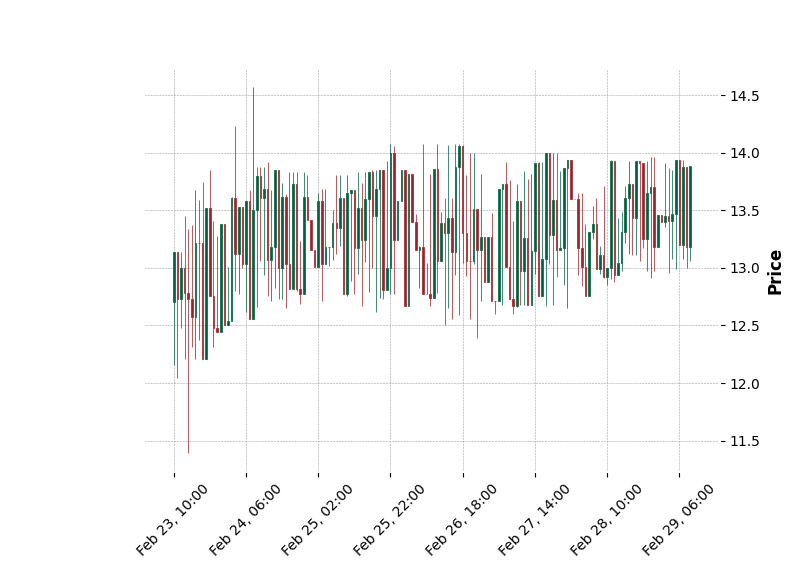 14.5
14.0
13.5
13.0
12.5
12.0
11.5
Price
Feb 23, 10:00
Feb 24, 06:00
Feb 25, 02:00
Feb 25, 22:00
Feb 26, 18:00
Feb 27, 14:00
Feb 28, 10:00
Feb 29, 06:00